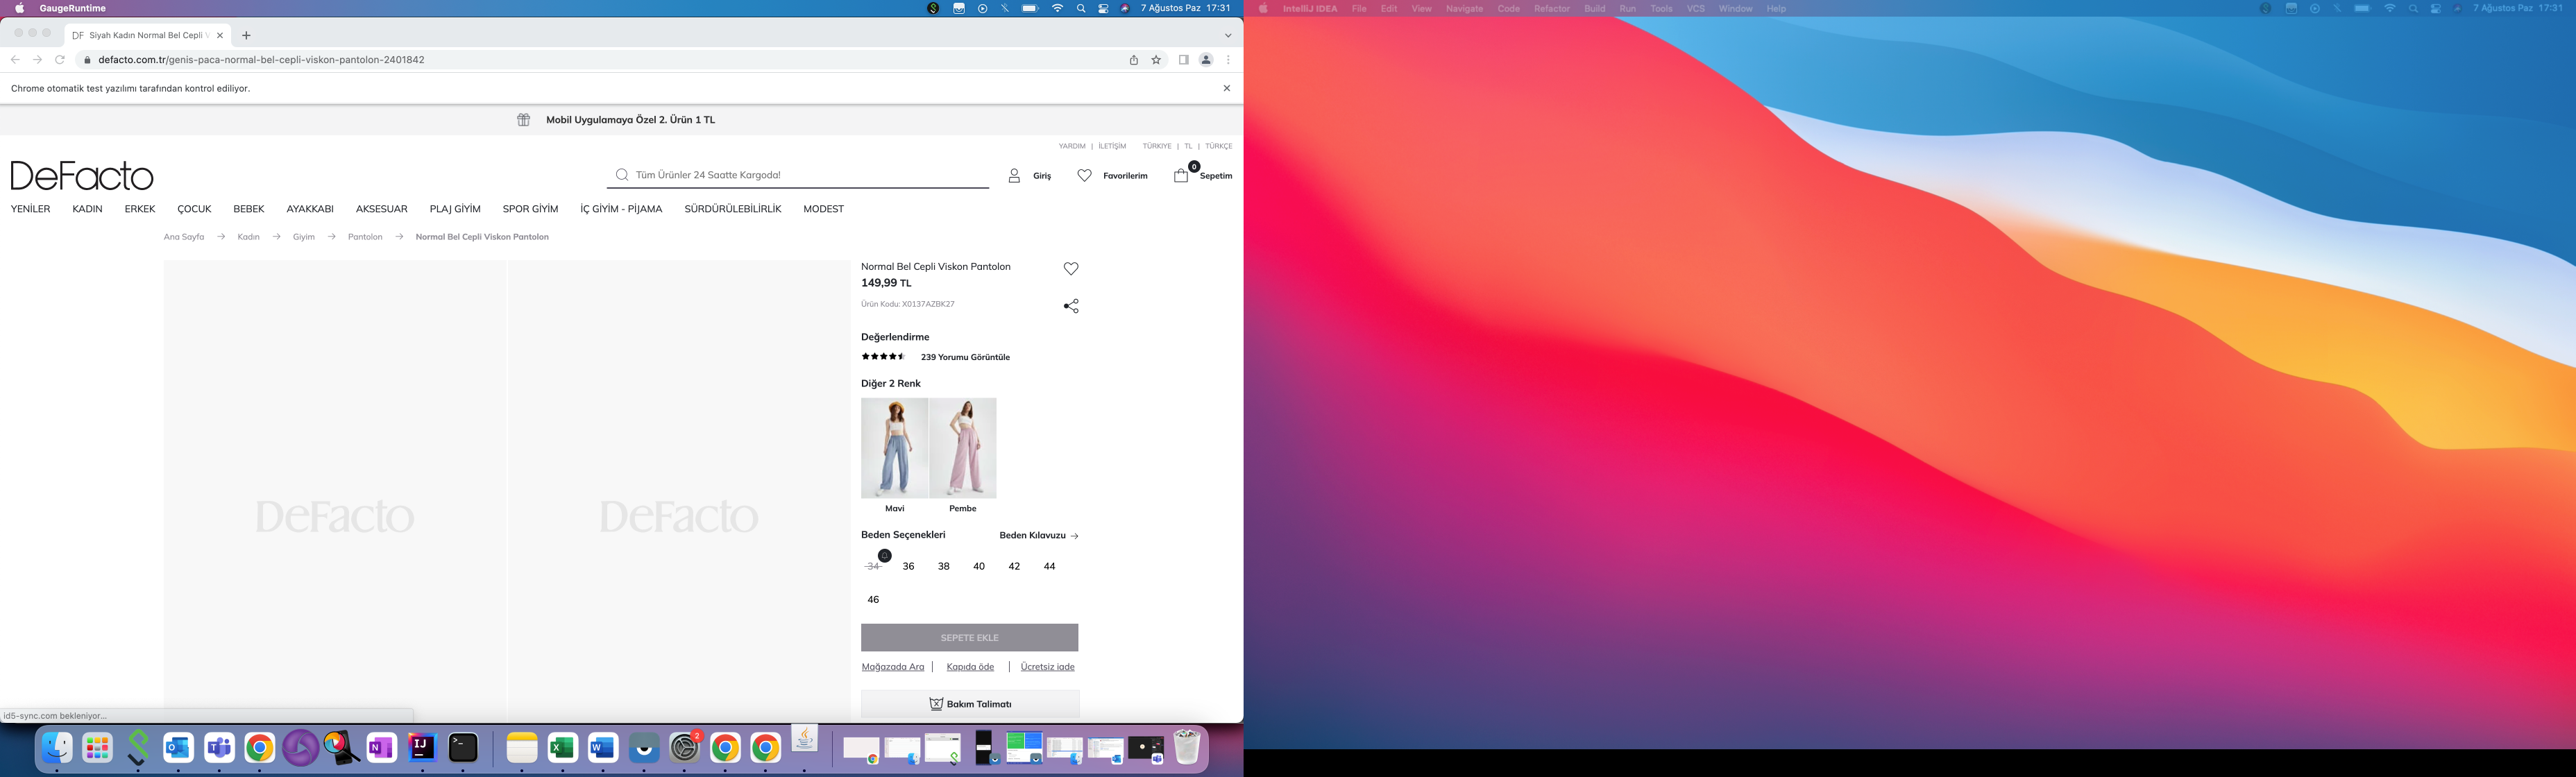 GaugeRuntime
7 Ağustos Paz 17:31
IntelliJ IDEA File Edit View Navigate Code Refactor Build Run Tools VCS Window Help
7 Ağustos Paz 17:31
DF Siyah Kadın Normal Bel Cepli V
defacto.com.tr/genis-paca-normal-bel-cepli-viskon-pantolon-2401842
Chrome otomatik test yazılımı tarafından kontrol ediliyor.
Mobil Uygulamaya Özel 2. Ürün 1 TL
YARDIM | İLETİŞİM TÜRKIYE | TL | TÜRKÇE
DeFacto
Tüm Ürünler 24 Saatte Kargoda!
Giriş
Favorilerim
0
Sepetim
YENİLER KADIN ERKEK ÇOCUK BEBEK AYAKKABI AKSESUAR PLAJ GİYİM SPOR GİYİM İÇ GİYİM - PİJAMA SÜRDÜRÜLEBİLİRLİK MODEST
Ana Sayfa → Kadın → Giyim → Pantolon → Normal Bel Cepli Viskon Pantolon
DeFacto
DeFacto
Normal Bel Cepli Viskon Pantolon
149,99 TL
Ürün Kodu: X0137AZBK27
Değerlendirme
239 Yorumu Görüntüle
Diğer 2 Renk
Mavi Pembe
Beden Seçenekleri Beden Kılavuzu →
34 36 38 40 42 44
46
SEPETE EKLE
Mağazada Ara | Kapıda öde | Ücretsiz iade
Bakım Talimatı
id5-sync.com bekleniyor...
2